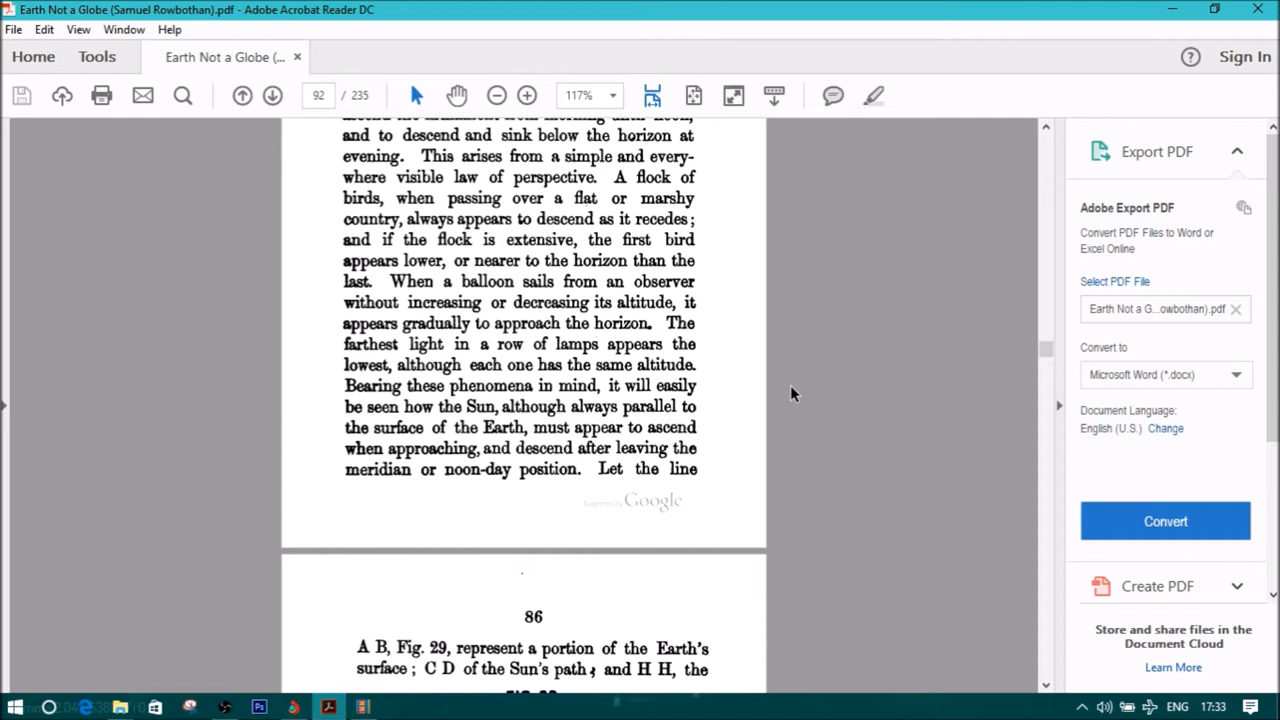 Earth Not a Globe (Samuel Rowbothan).pdf - Adobe Acrobat Reader DC
File Edit View Window Help
Home Tools Earth Not a Globe (... × Sign In
92 / 235 117%
and to descend and sink below the horizon at
evening. This arises from a simple and every-
where visible law of perspective. A flock of
birds, when passing over a flat or marshy
country, always appears to descend as it recedes;
and if the flock is extensive, the first bird
appears lower, or nearer to the horizon than the
last. When a balloon sails from an observer
without increasing or decreasing its altitude, it
appears gradually to approach the horizon. The
farthest light in a row of lamps appears the
lowest, although each one has the same altitude.
Bearing these phenomena in mind, it will easily
be seen how the Sun, although always parallel to
the surface of the Earth, must appear to ascend
when approaching, and descend after leaving the
meridian or noon-day position. Let the line
Google
86
A B, Fig. 29, represent a portion of the Earth's
surface; C D of the Sun's path; and H H, the
Export PDF
Adobe Export PDF
Convert PDF Files to Word or
Excel Online
Select PDF File
Earth Not a G...owbothan).pdf
Convert to
Microsoft Word (*.docx)
Document Language:
English (U.S.) Change
Convert
Create PDF
Store and share files in the
Document Cloud
Learn More
ENG 17:33